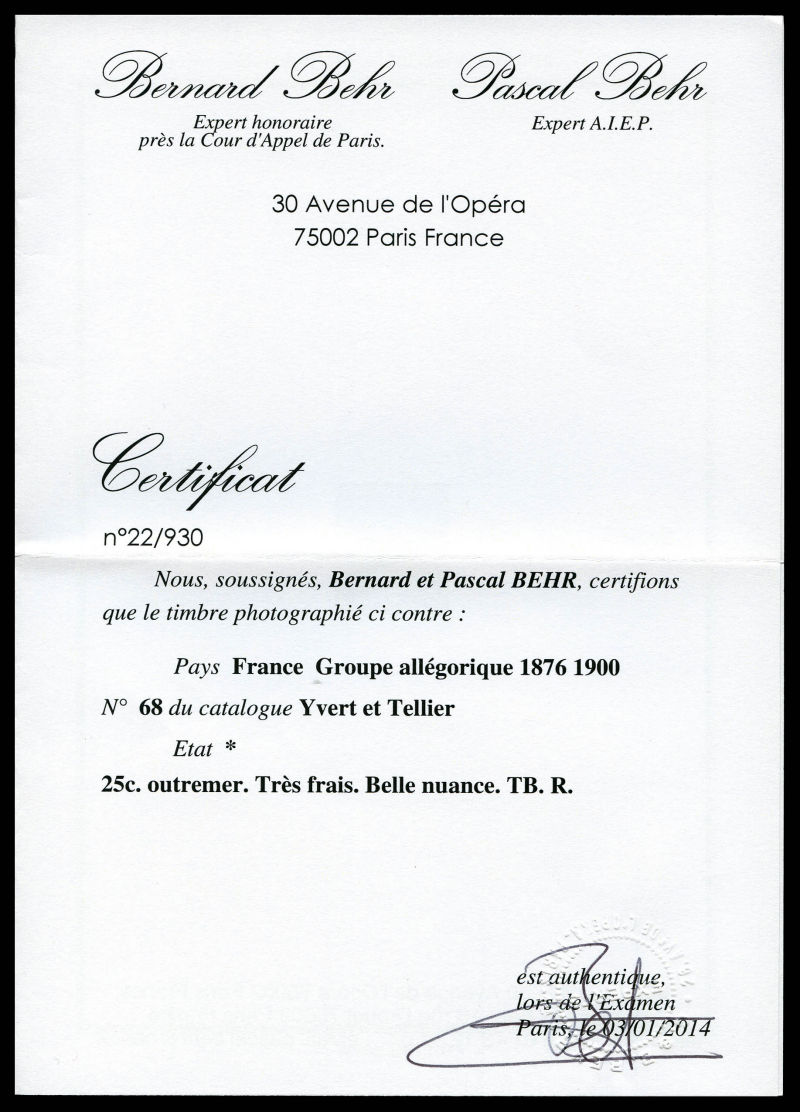 Bernard Behr
Expert honoraire
près la Cour d'Appel de Paris.
Pascal Behr
Expert A.I.E.P.
30 Avenue de l'Opéra
75002 Paris France
Certificat
n°22/930
Nous, soussignés, Bernard et Pascal BEHR, certifions
que le timbre photographié ci contre :
Pays France Groupe allégorique 1876 1900
N° 68 du catalogue Yvert et Tellier
Etat *
25c. outremer. Très frais. Belle nuance. TB. R.
est authentique,
lors de l'Examen
Paris, le 03/01/2014